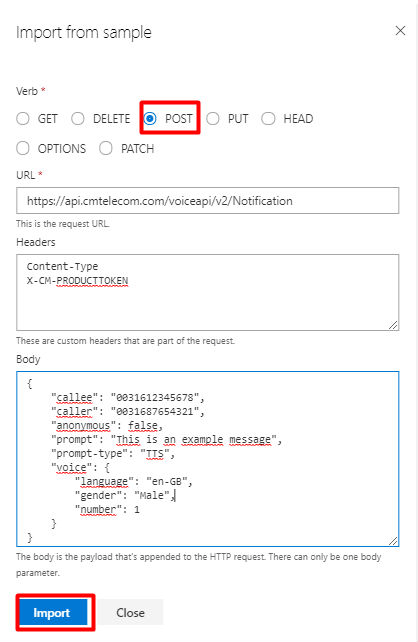 Import from sample
Verb *
GET DELETE POST PUT HEAD
OPTIONS PATCH
URL *
https://api.cmtelecom.com/voiceapi/v2/Notification
This is the request URL.
Headers
Content-Type
X-CM-PRODUCTTOKEN
These are custom headers that are part of the request.
Body
{
    "callee": "0031612345678",
    "caller": "0031687654321",
    "anonymous": false,
    "prompt": "This is an example message",
    "prompt-type": "TTS",
    "voice": {
        "language": "en-GB",
        "gender": "Male",
        "number": 1
    }
}
The body is the payload that's appended to the HTTP request. There can only be one body
parameter.
Import Close